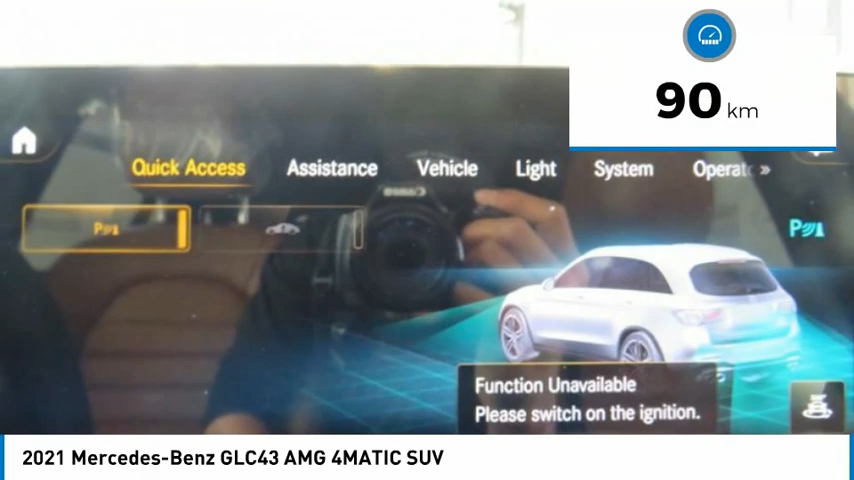 90 km
Quick Access Assistance Vehicle Light System Operat »
P
P
Function Unavailable
Please switch on the ignition.
2021 Mercedes-Benz GLC43 AMG 4MATIC SUV